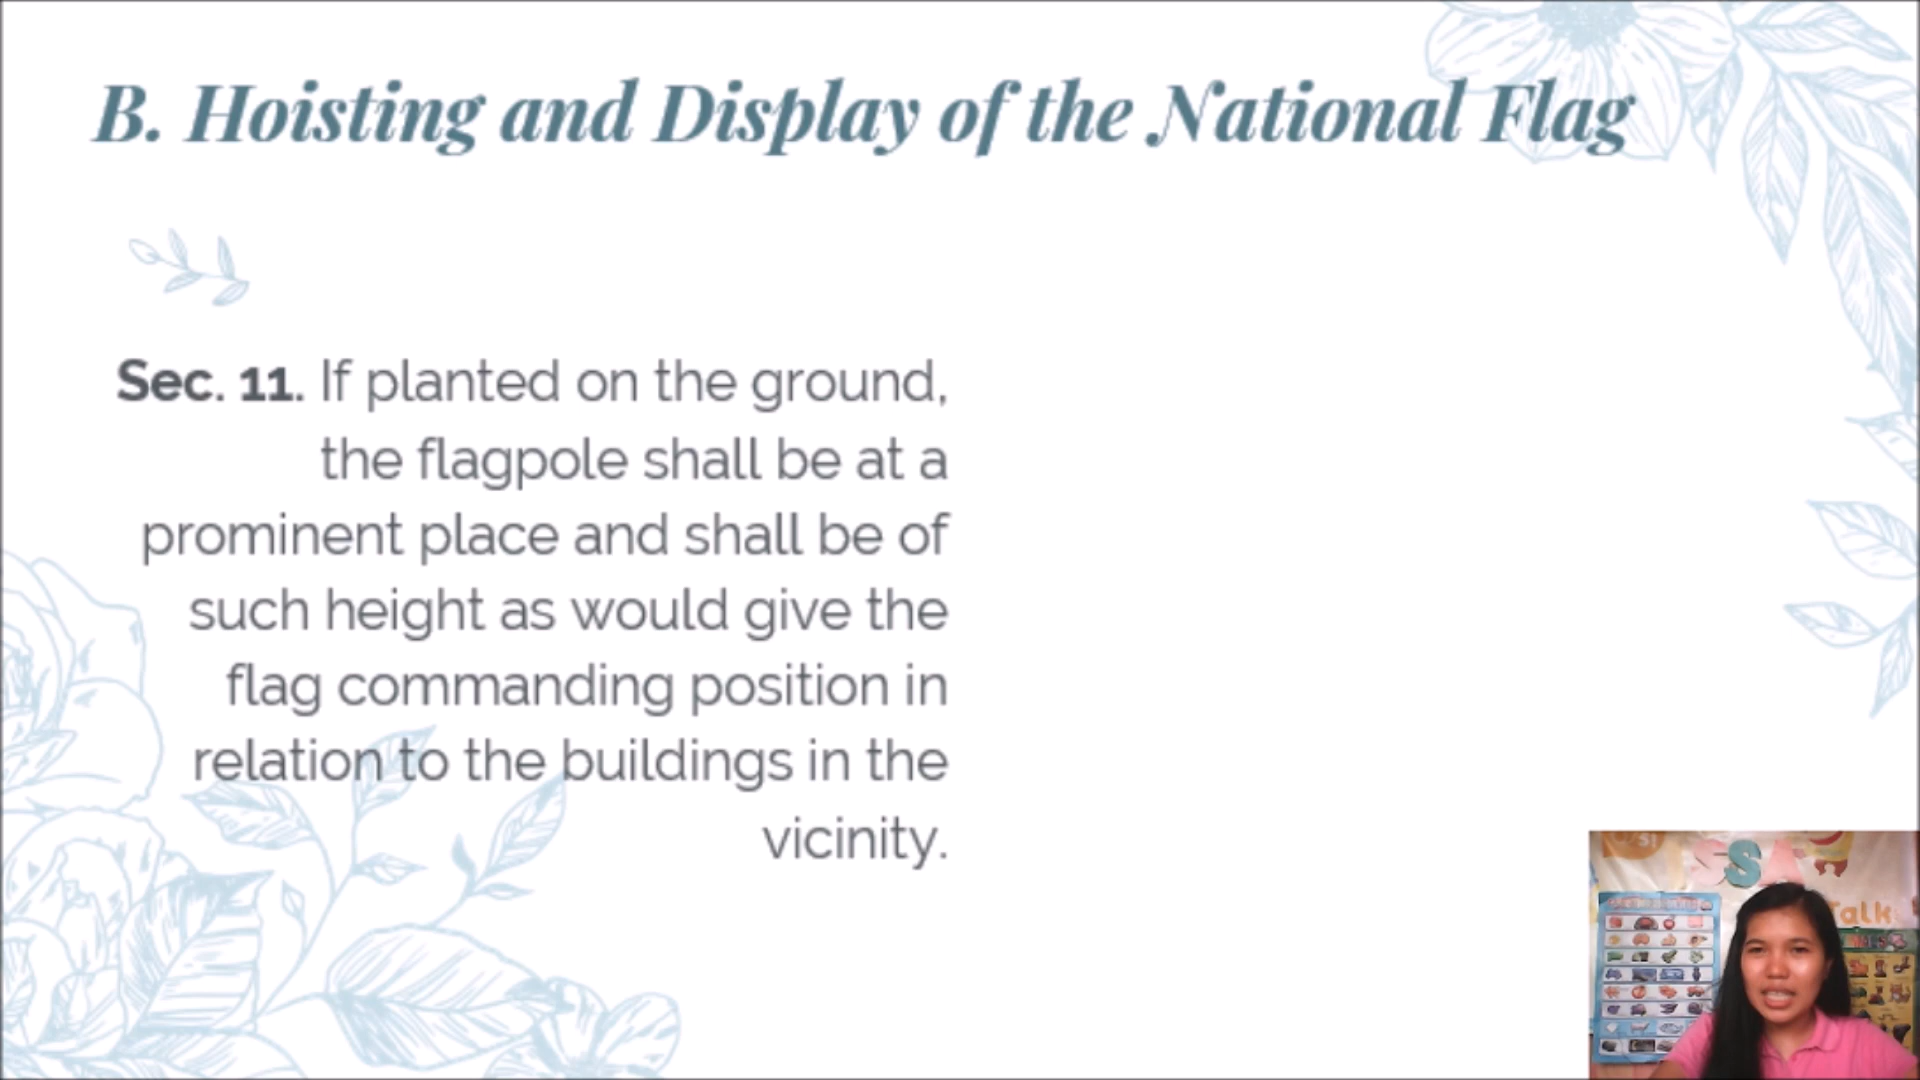 B. Hoisting and Display of the National Flag
Sec. 11. If planted on the ground,
the flagpole shall be at a
prominent place and shall be of
such height as would give the
flag commanding position in
relation to the buildings in the
vicinity.
Talk